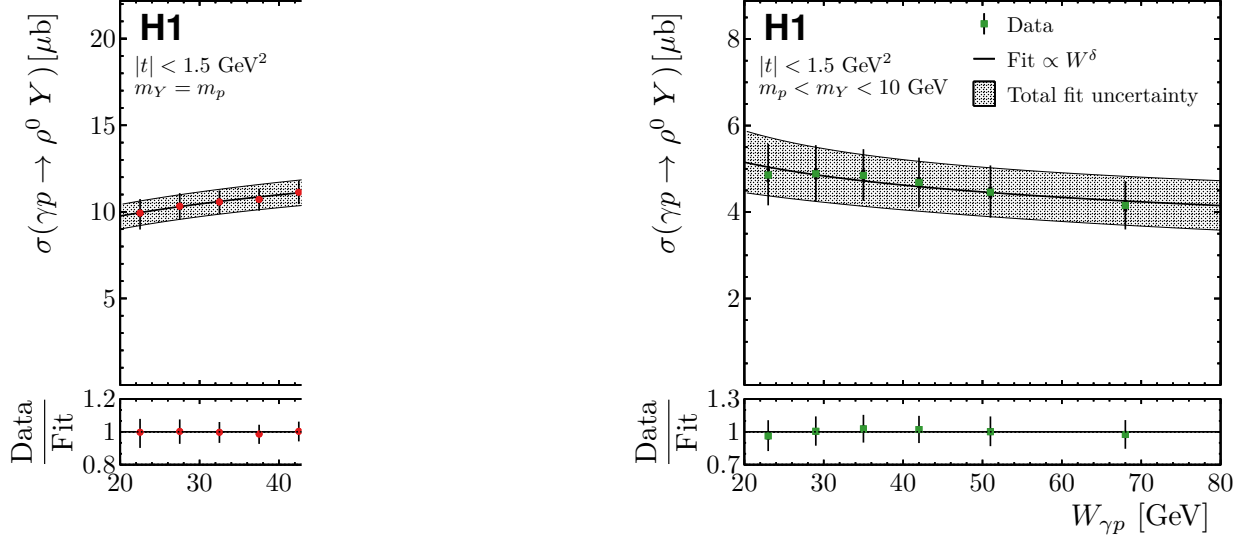 H1
|t| < 1.5 GeV²
m_Y = m_p
σ(γp → ρ⁰ Y) [μb]
20
15
10
5
Data
Fit
1.2
1
0.8
20 30 40
H1
|t| < 1.5 GeV²
m_p < m_Y < 10 GeV
Data
Fit ∝ W^δ
Total fit uncertainty
σ(γp → ρ⁰ Y) [μb]
8
6
4
2
Data
Fit
1.3
1
0.7
20 30 40 50 60 70 80
W_γp [GeV]